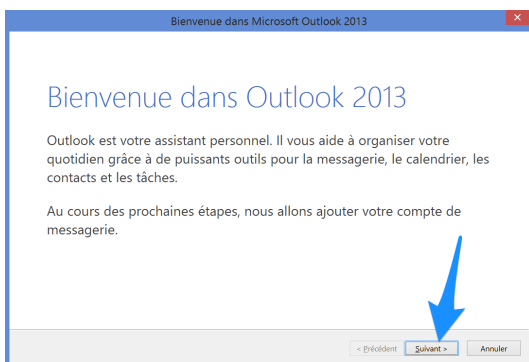 Bienvenue dans Microsoft Outlook 2013
Bienvenue dans Outlook 2013
Outlook est votre assistant personnel. Il vous aide à organiser votre
quotidien grâce à de puissants outils pour la messagerie, le calendrier, les
contacts et les tâches.
Au cours des prochaines étapes, nous allons ajouter votre compte de
messagerie.
< Précédent Suivant > Annuler